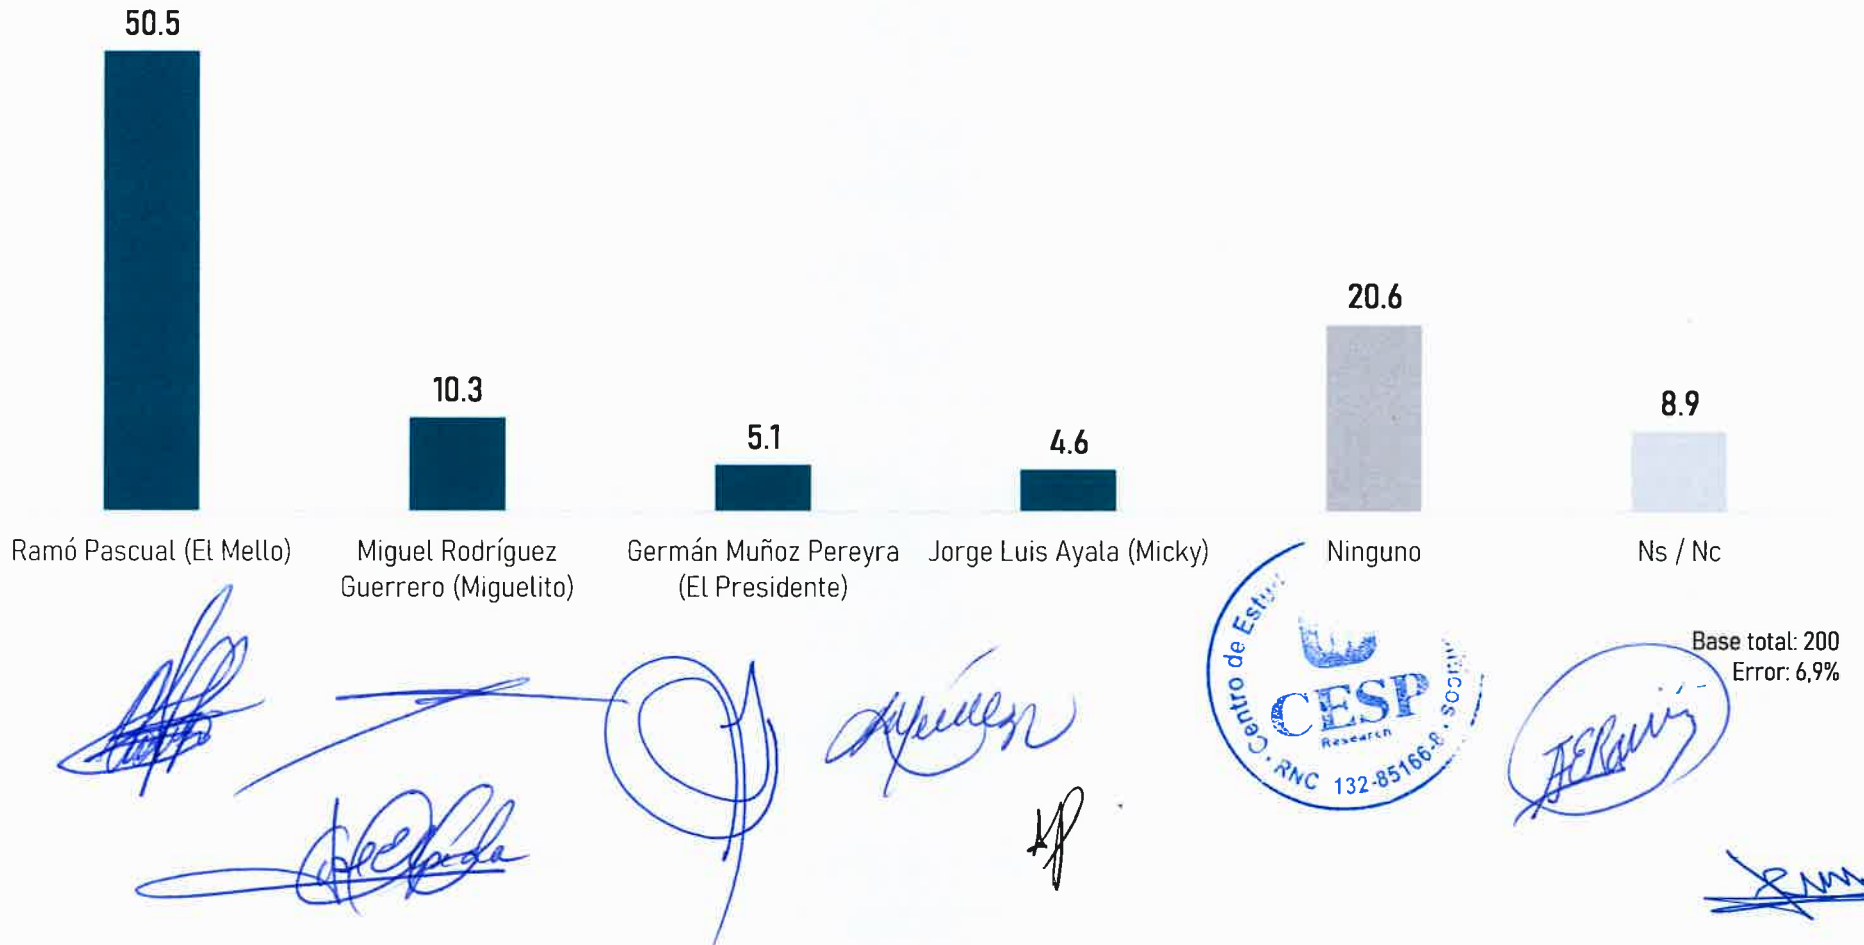 50.5
10.3
5.1
4.6
20.6
8.9
Ramó Pascual (El Mello)
Miguel Rodríguez
Guerrero (Miguelito)
Germán Muñoz Pereyra
(El Presidente)
Jorge Luis Ayala (Micky)
Ninguno
Ns / Nc
Base total: 200
Error: 6,9%
Centro de
CESP
Research
RNC 132-85166-8